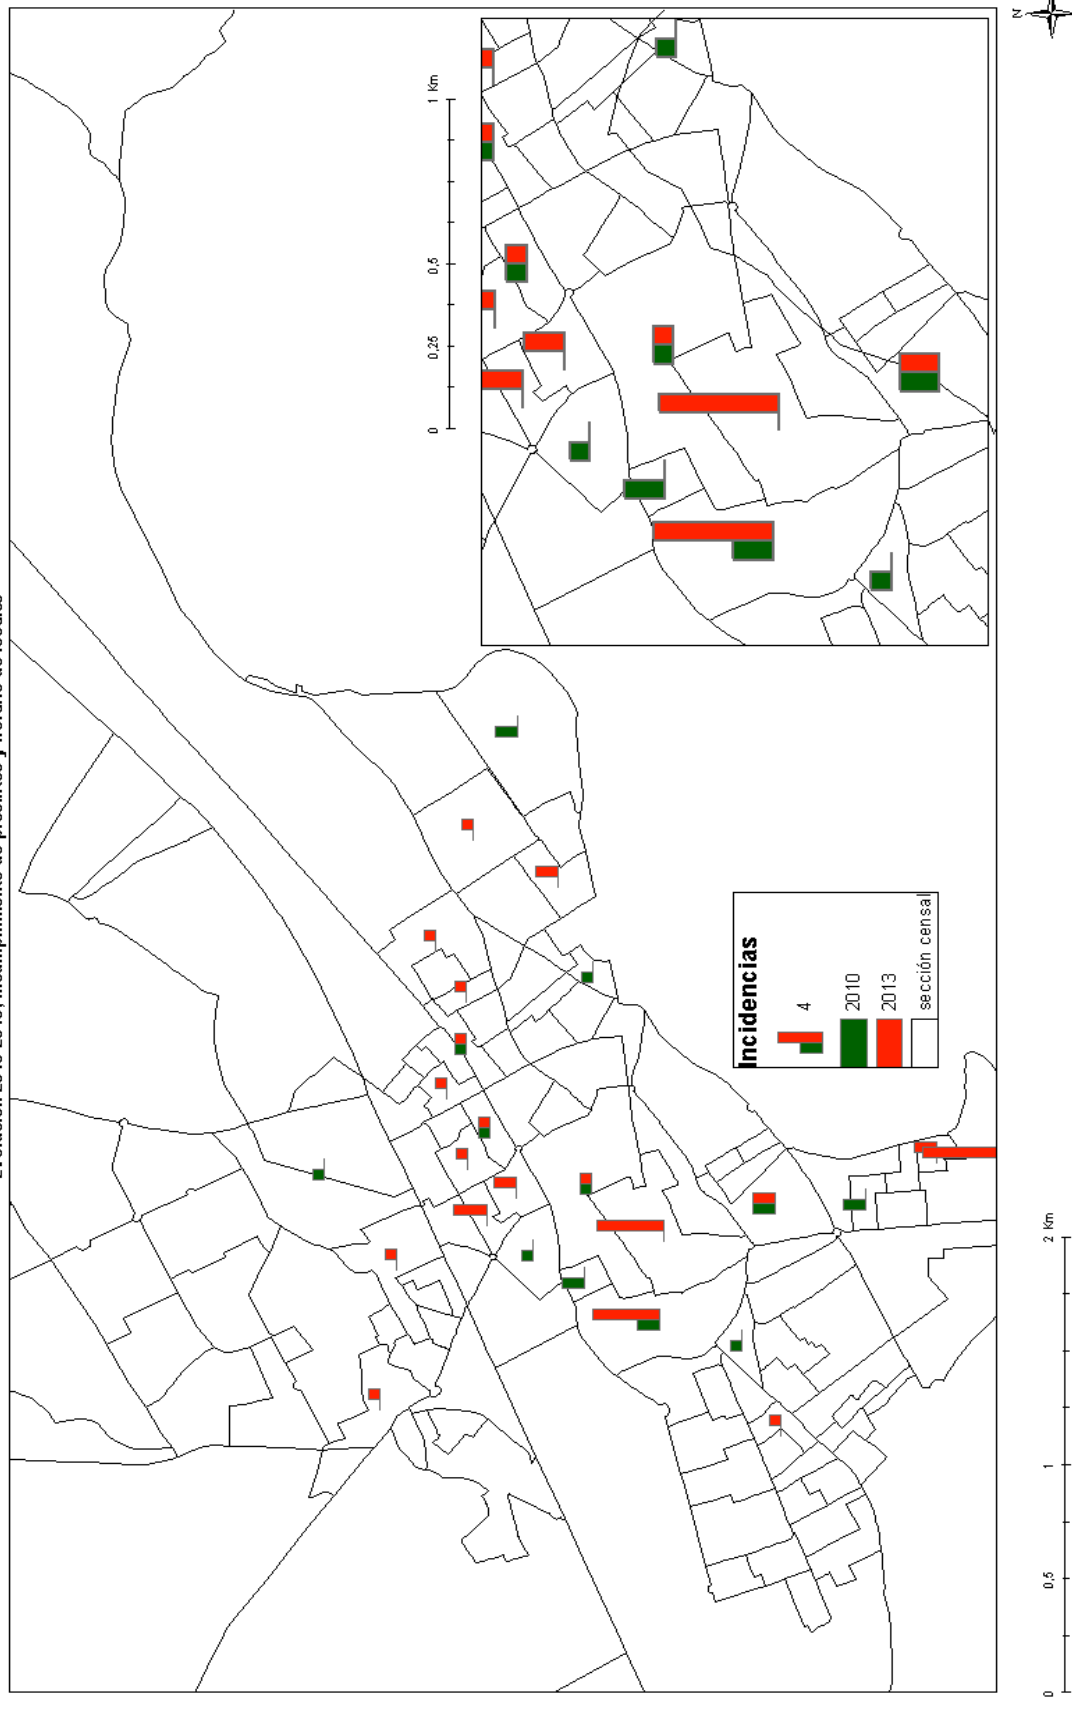 Evolución 2010-2013, incumplimiento de precintos y horario de locales
N
0 0,25 0,5 1 Km
Incidencias
4
2010
2013
sección censal
0 0,5 1 2 Km